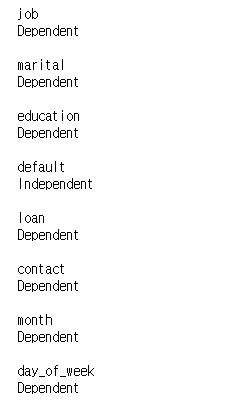 job
Dependent
marital
Dependent
education
Dependent
default
Independent
loan
Dependent
contact
Dependent
month
Dependent
day_of_week
Dependent